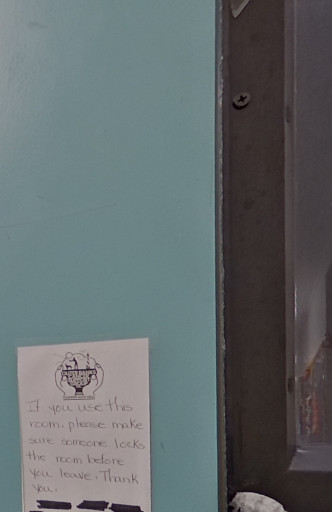 If you use this
room, please make
sure someone locks
the room before
you leave. Thank
you.